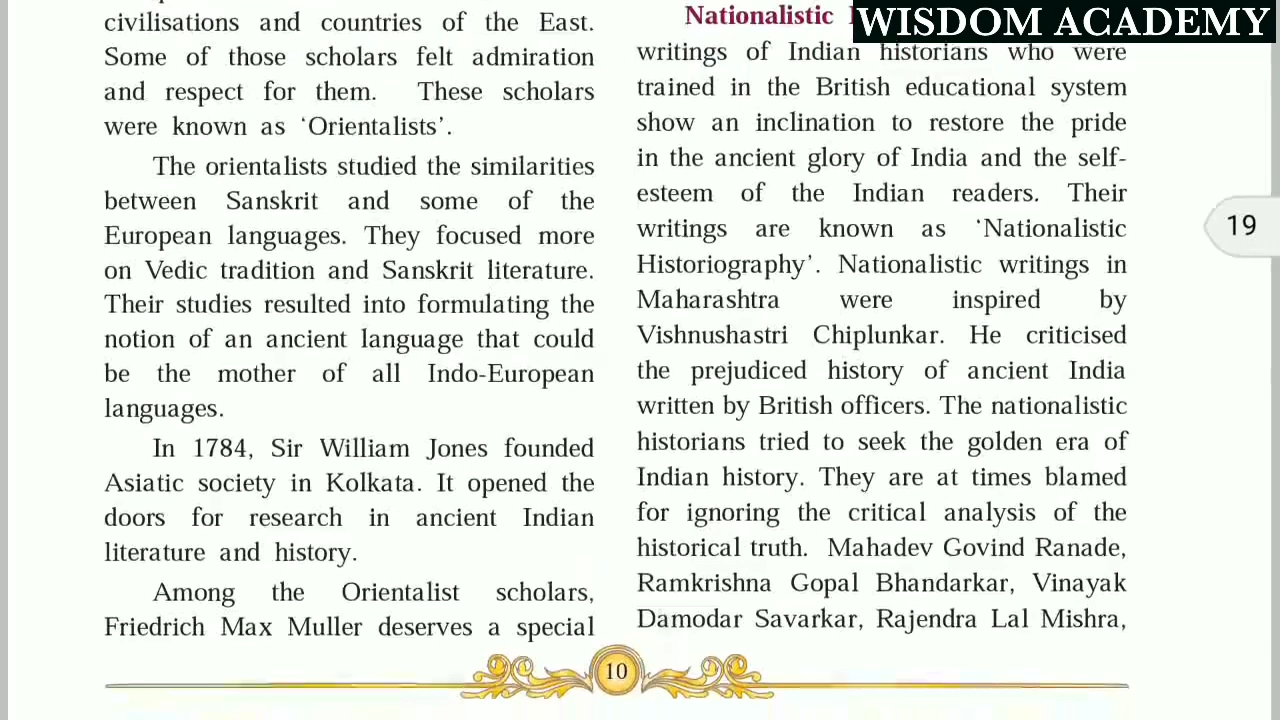 civilisations and countries of the East.
Some of those scholars felt admiration
and respect for them. These scholars
were known as ‘Orientalists’.
The orientalists studied the similarities
between Sanskrit and some of the
European languages. They focused more
on Vedic tradition and Sanskrit literature.
Their studies resulted into formulating the
notion of an ancient language that could
be the mother of all Indo-European
languages.
In 1784, Sir William Jones founded
Asiatic society in Kolkata. It opened the
doors for research in ancient Indian
literature and history.
Among the Orientalist scholars,
Friedrich Max Muller deserves a special
Nationalistic
WISDOM ACADEMY
writings of Indian historians who were
trained in the British educational system
show an inclination to restore the pride
in the ancient glory of India and the self-
esteem of the Indian readers. Their
writings are known as ‘Nationalistic
Historiography’. Nationalistic writings in
Maharashtra were inspired by
Vishnushastri Chiplunkar. He criticised
the prejudiced history of ancient India
written by British officers. The nationalistic
historians tried to seek the golden era of
Indian history. They are at times blamed
for ignoring the critical analysis of the
historical truth. Mahadev Govind Ranade,
Ramkrishna Gopal Bhandarkar, Vinayak
Damodar Savarkar, Rajendra Lal Mishra,
19
10